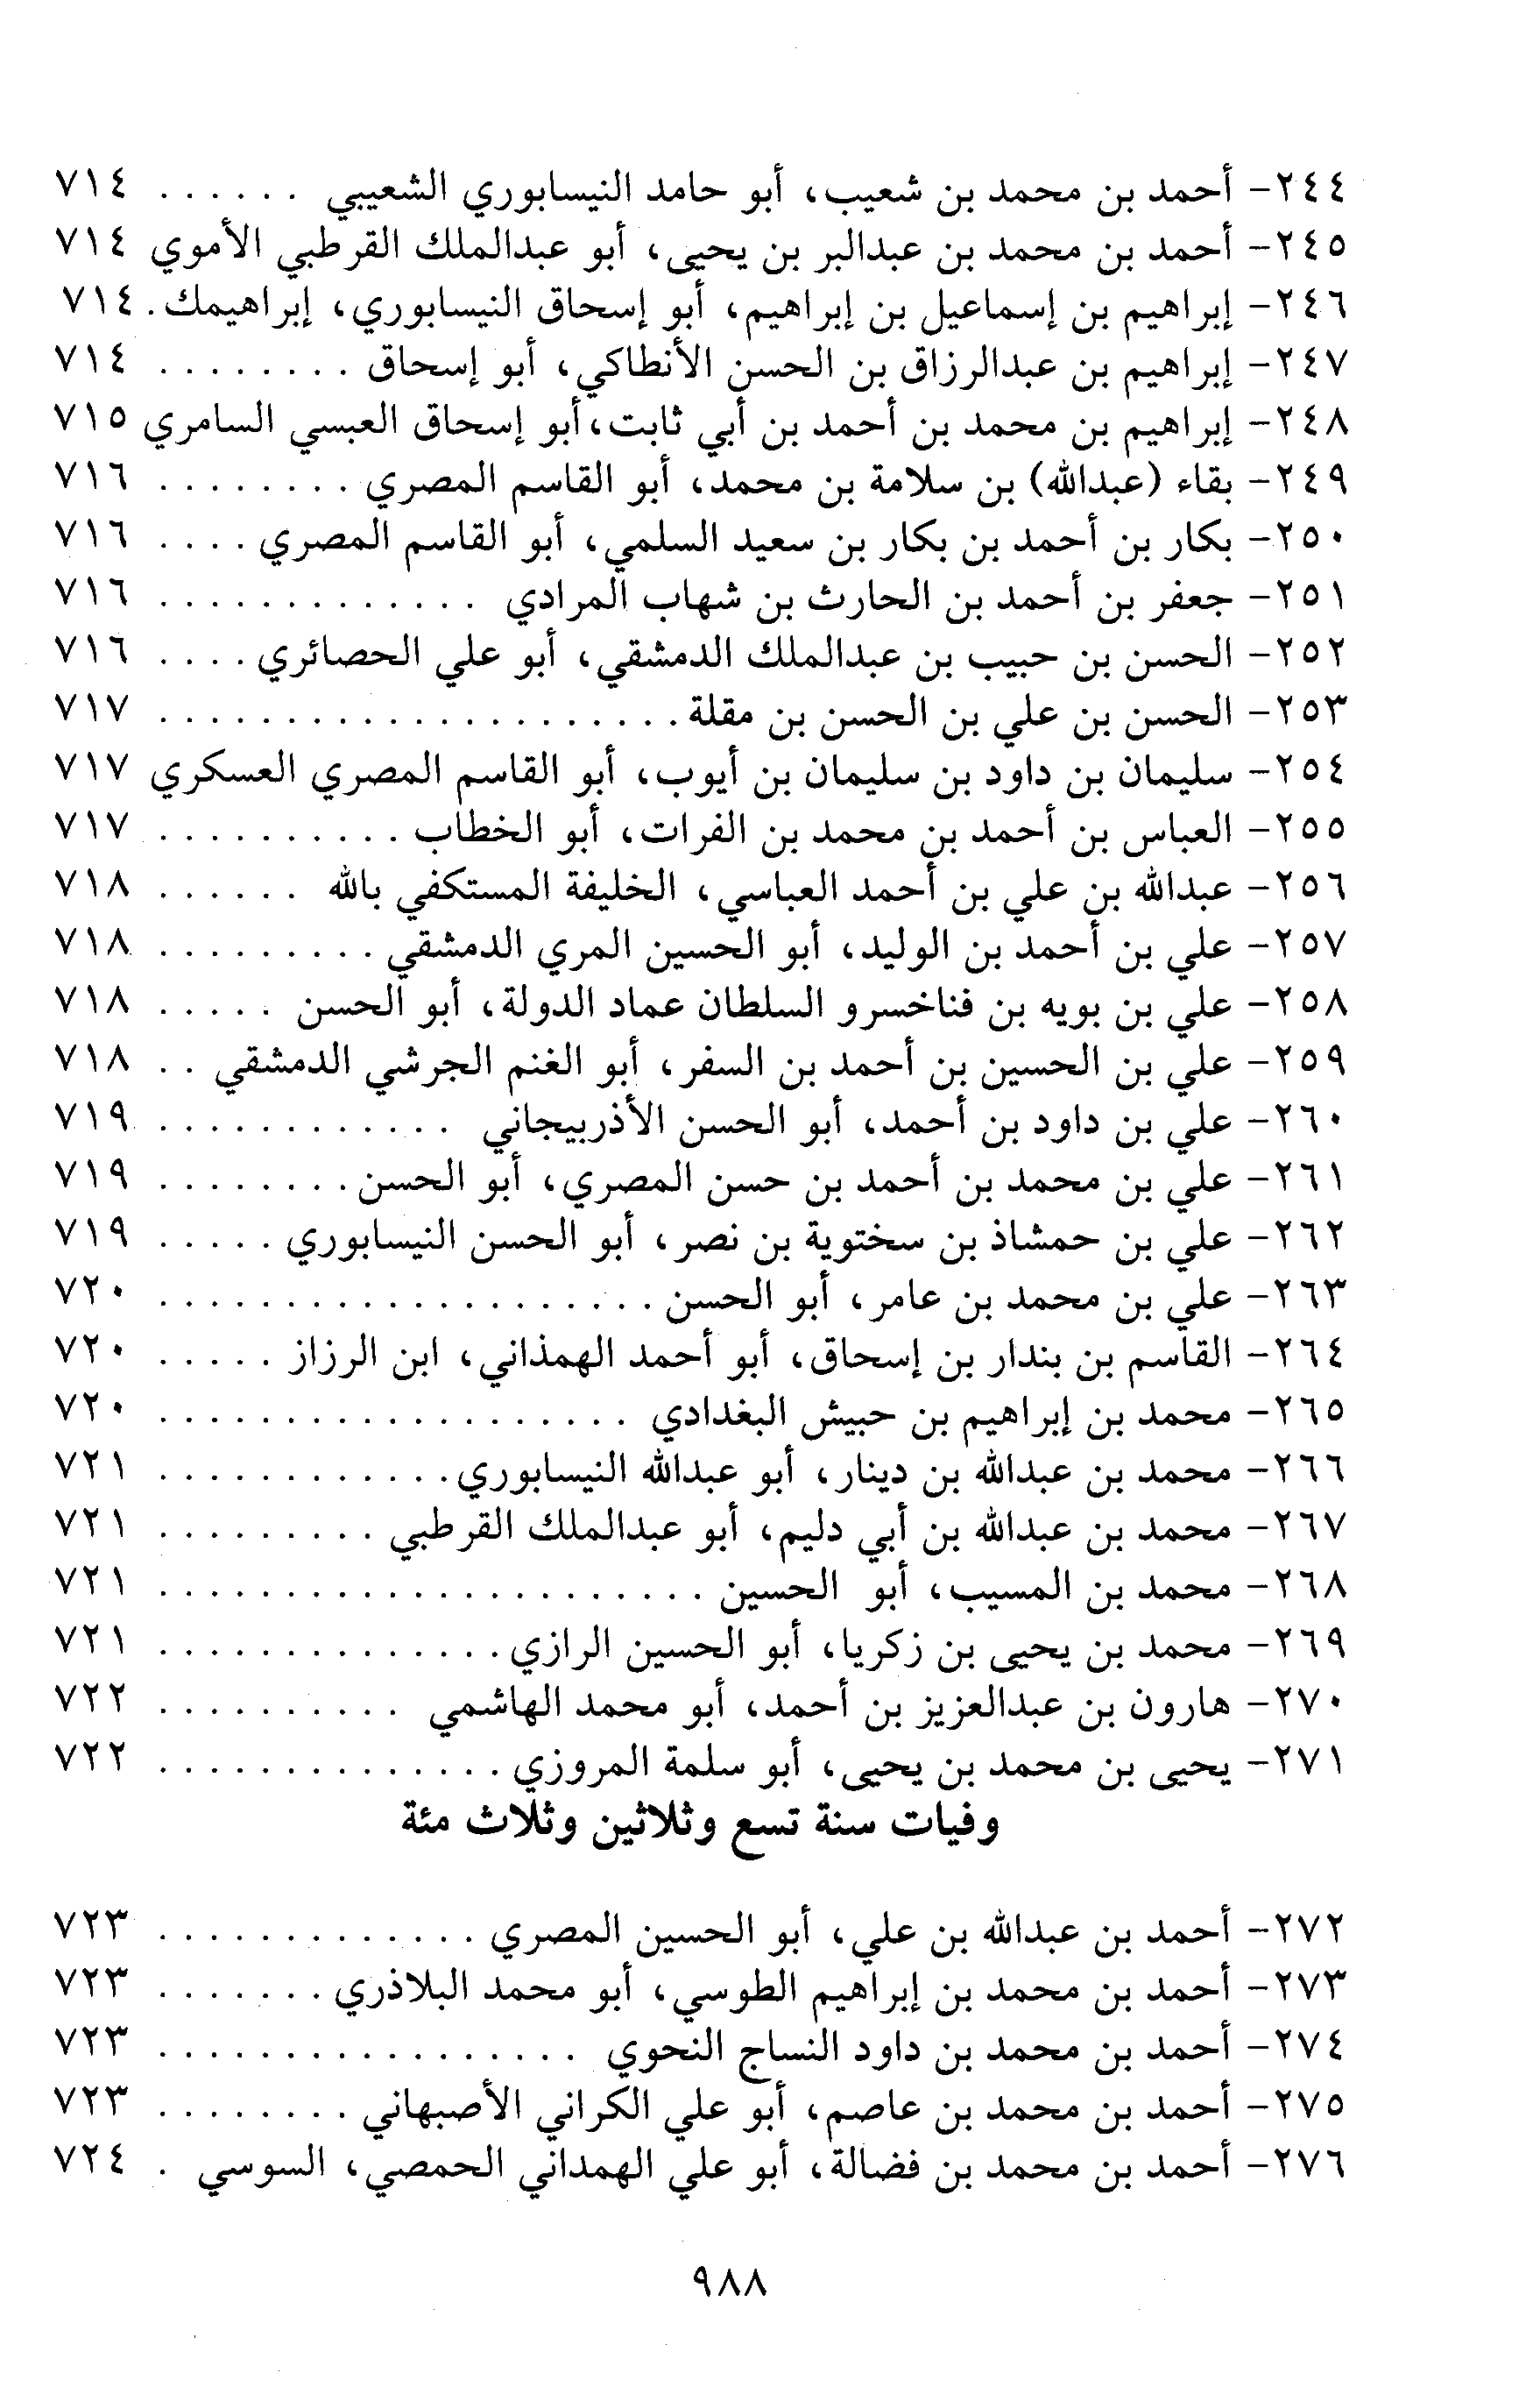 ٢٤٤- أحمد بن محمد بن شعيب، أبو حامد النيسابوري الشعيبي . . . . . . ٧١٤
٢٤٥- أحمد بن محمد بن عبدالبر بن يحيى، أبو عبدالملك القرطبي الأموي ٧١٤
٢٤٦- إبراهيم بن إسماعيل بن إبراهيم، أبو إسحاق النيسابوري، إبراهيمك . ٧١٤
٢٤٧- إبراهيم بن عبدالرزاق بن الحسن الأنطاكي، أبو إسحاق . . . . . . . . ٧١٤
٢٤٨- إبراهيم بن محمد بن أحمد بن أبي ثابت، أبو إسحاق العبسي السامري ٧١٥
٢٤٩- بقاء (عبدالله) بن سلامة بن محمد، أبو القاسم المصري . . . . . . . . ٧١٦
٢٥٠- بكار بن أحمد بن بكار بن سعيد السلمي، أبو القاسم المصري . . . . ٧١٦
٢٥١- جعفر بن أحمد بن الحارث بن شهاب المرادي . . . . . . . . . . . . . ٧١٦
٢٥٢- الحسن بن حبيب بن عبدالملك الدمشقي، أبو علي الحصائري . . . . ٧١٦
٢٥٣- الحسن بن علي بن الحسن بن مقلة . . . . . . . . . . . . . . . . . . . . . ٧١٧
٢٥٤- سليمان بن داود بن سليمان بن أيوب، أبو القاسم المصري العسكري ٧١٧
٢٥٥- العباس بن أحمد بن محمد بن الفرات، أبو الخطاب . . . . . . . . . . ٧١٧
٢٥٦- عبدالله بن علي بن أحمد العباسي، الخليفة المستكفي بالله . . . . . . ٧١٨
٢٥٧- علي بن أحمد بن الوليد، أبو الحسين المري الدمشقي . . . . . . . . . ٧١٨
٢٥٨- علي بن بويه بن فناخسرو السلطان عماد الدولة، أبو الحسن . . . . . ٧١٨
٢٥٩- علي بن الحسين بن أحمد بن السفر، أبو الغنم الجرشي الدمشقي . . ٧١٨
٢٦٠- علي بن داود بن أحمد، أبو الحسن الأذربيجاني . . . . . . . . . . . . ٧١٩
٢٦١- علي بن محمد بن أحمد بن حسن المصري، أبو الحسن . . . . . . . . ٧١٩
٢٦٢- علي بن حمشاذ بن سختوية بن نصر، أبو الحسن النيسابوري . . . . . ٧١٩
٢٦٣- علي بن محمد بن عامر، أبو الحسن . . . . . . . . . . . . . . . . . . . . ٧٢٠
٢٦٤- القاسم بن بندار بن إسحاق، أبو أحمد الهمذاني، ابن الرزاز . . . . . ٧٢٠
٢٦٥- محمد بن إبراهيم بن حبيش البغدادي . . . . . . . . . . . . . . . . . . . ٧٢٠
٢٦٦- محمد بن عبدالله بن دينار، أبو عبدالله النيسابوري . . . . . . . . . . . . ٧٢١
٢٦٧- محمد بن عبدالله بن أبي دليم، أبو عبدالملك القرطبي . . . . . . . . . ٧٢١
٢٦٨- محمد بن المسيب، أبو الحسين . . . . . . . . . . . . . . . . . . . . . . ٧٢١
٢٦٩- محمد بن يحيى بن زكريا، أبو الحسين الرازي . . . . . . . . . . . . . . ٧٢١
٢٧٠- هارون بن عبدالعزيز بن أحمد، أبو محمد الهاشمي . . . . . . . . . . ٧٢٢
٢٧١- يحيى بن محمد بن يحيى، أبو سلمة المروزي . . . . . . . . . . . . . . ٧٢٢
وفيات سنة تسع وثلاثين وثلاث مئة
٢٧٢- أحمد بن عبدالله بن علي، أبو الحسين المصري . . . . . . . . . . . . . ٧٢٣
٢٧٣- أحمد بن محمد بن إبراهيم الطوسي، أبو محمد البلاذري . . . . . . . ٧٢٣
٢٧٤- أحمد بن محمد بن داود النساج النحوي . . . . . . . . . . . . . . . . . ٧٢٣
٢٧٥- أحمد بن محمد بن عاصم، أبو علي الكراني الأصبهاني . . . . . . . . ٧٢٣
٢٧٦- أحمد بن محمد بن فضالة، أبو علي الهمداني الحمصي، السوسي . ٧٢٤
٩٨٨